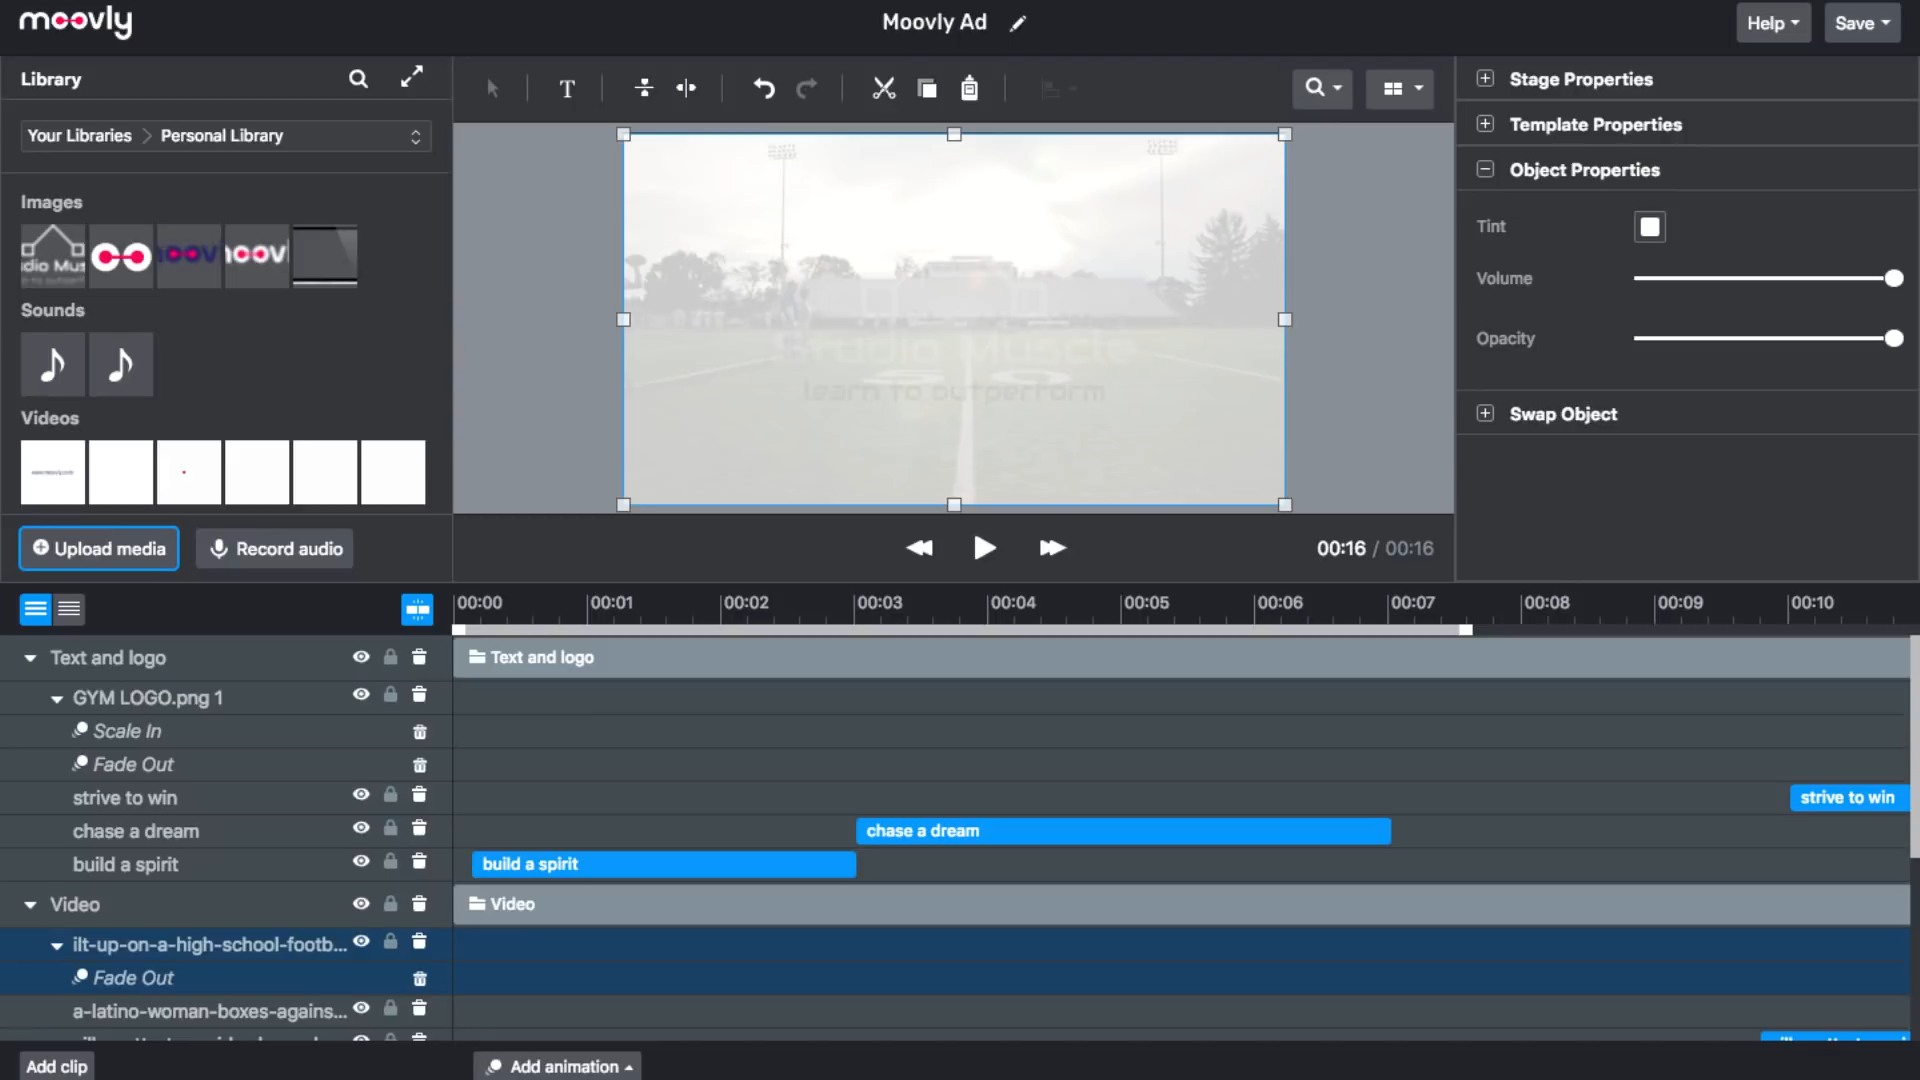 moovly
Moovly Ad
Help
Save
Library
Your Libraries
Personal Library
Images
Sounds
Videos
Upload media
Record audio
T
Studio Muscle
learn to outperform
00:16 / 00:16
Stage Properties
Template Properties
Object Properties
Tint
Volume
Opacity
Swap Object
00:00
00:01
00:02
00:03
00:04
00:05
00:06
00:07
00:08
00:09
00:10
Text and logo
Text and logo
GYM LOGO.png 1
Scale In
Fade Out
strive to win
strive to win
chase a dream
chase a dream
build a spirit
build a spirit
Video
Video
ilt-up-on-a-high-school-footb...
Fade Out
a-latino-woman-boxes-agains...
Add clip
Add animation